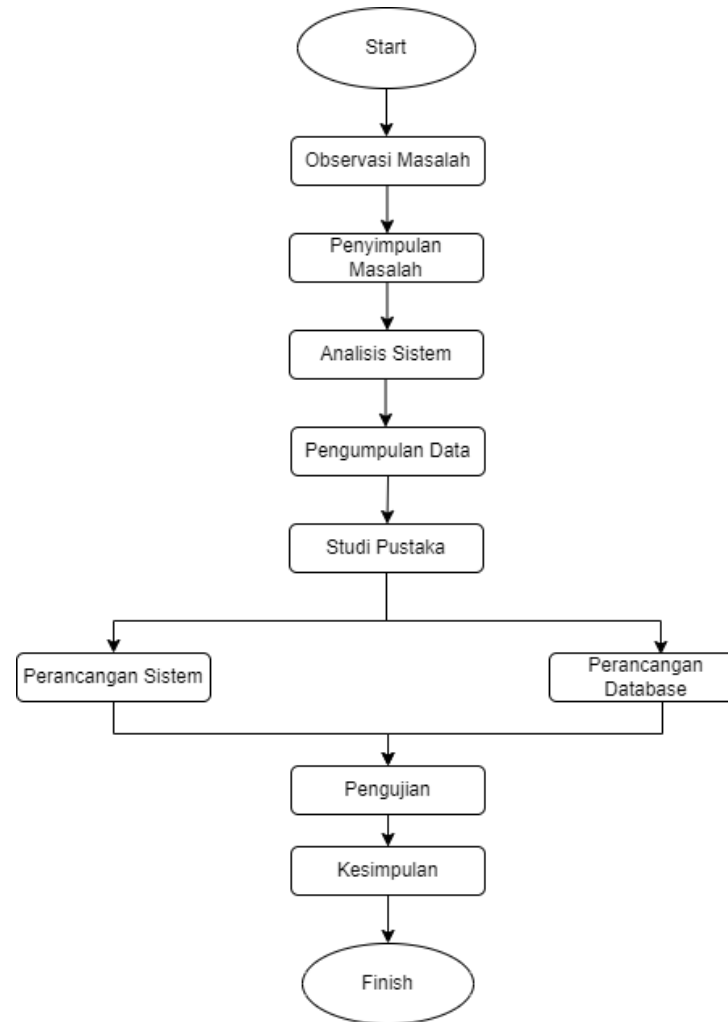 Start
Observasi Masalah
Penyimpulan
Masalah
Analisis Sistem
Pengumpulan Data
Studi Pustaka
Perancangan Sistem
Perancangan
Database
Pengujian
Kesimpulan
Finish